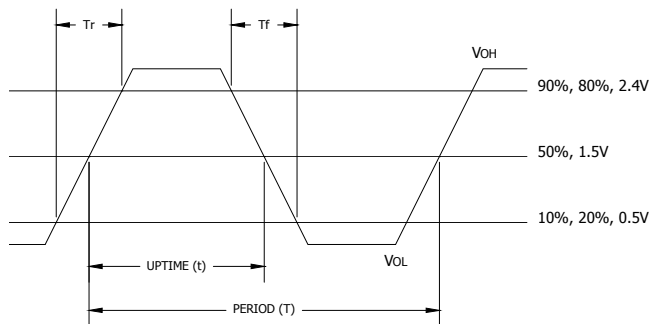 Tr
Tf
VOH
90%, 80%, 2.4V
50%, 1.5V
10%, 20%, 0.5V
VOL
UPTIME (t)
PERIOD (T)